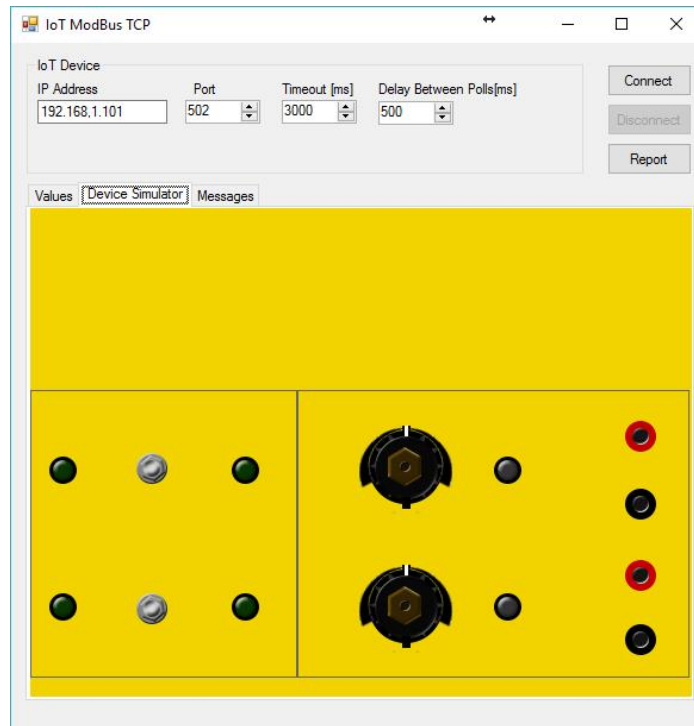 IoT ModBus TCP
IoT Device
IP Address Port Timeout [ms] Delay Between Polls[ms]
192.168,1.101 502 3000 500
Connect
Disconnect
Report
Values Device Simulator Messages